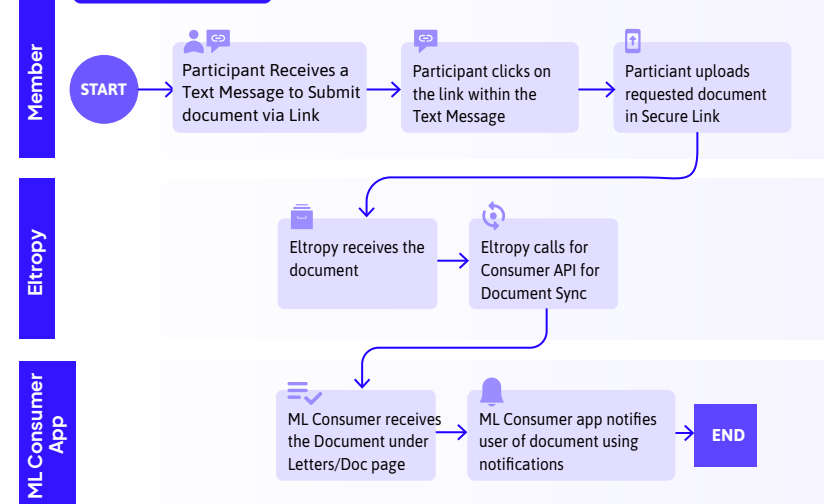 Member
START
Participant Receives a
Text Message to Submit
document via Link
Participant clicks on
the link within the
Text Message
Particiant uploads
requested document
in Secure Link
Eltropy
Eltropy receives the
document
Eltropy calls for
Consumer API for
Document Sync
ML Consumer
App
ML Consumer receives
the Document under
Letters/Doc page
ML Consumer app notifies
user of document using
notifications
END